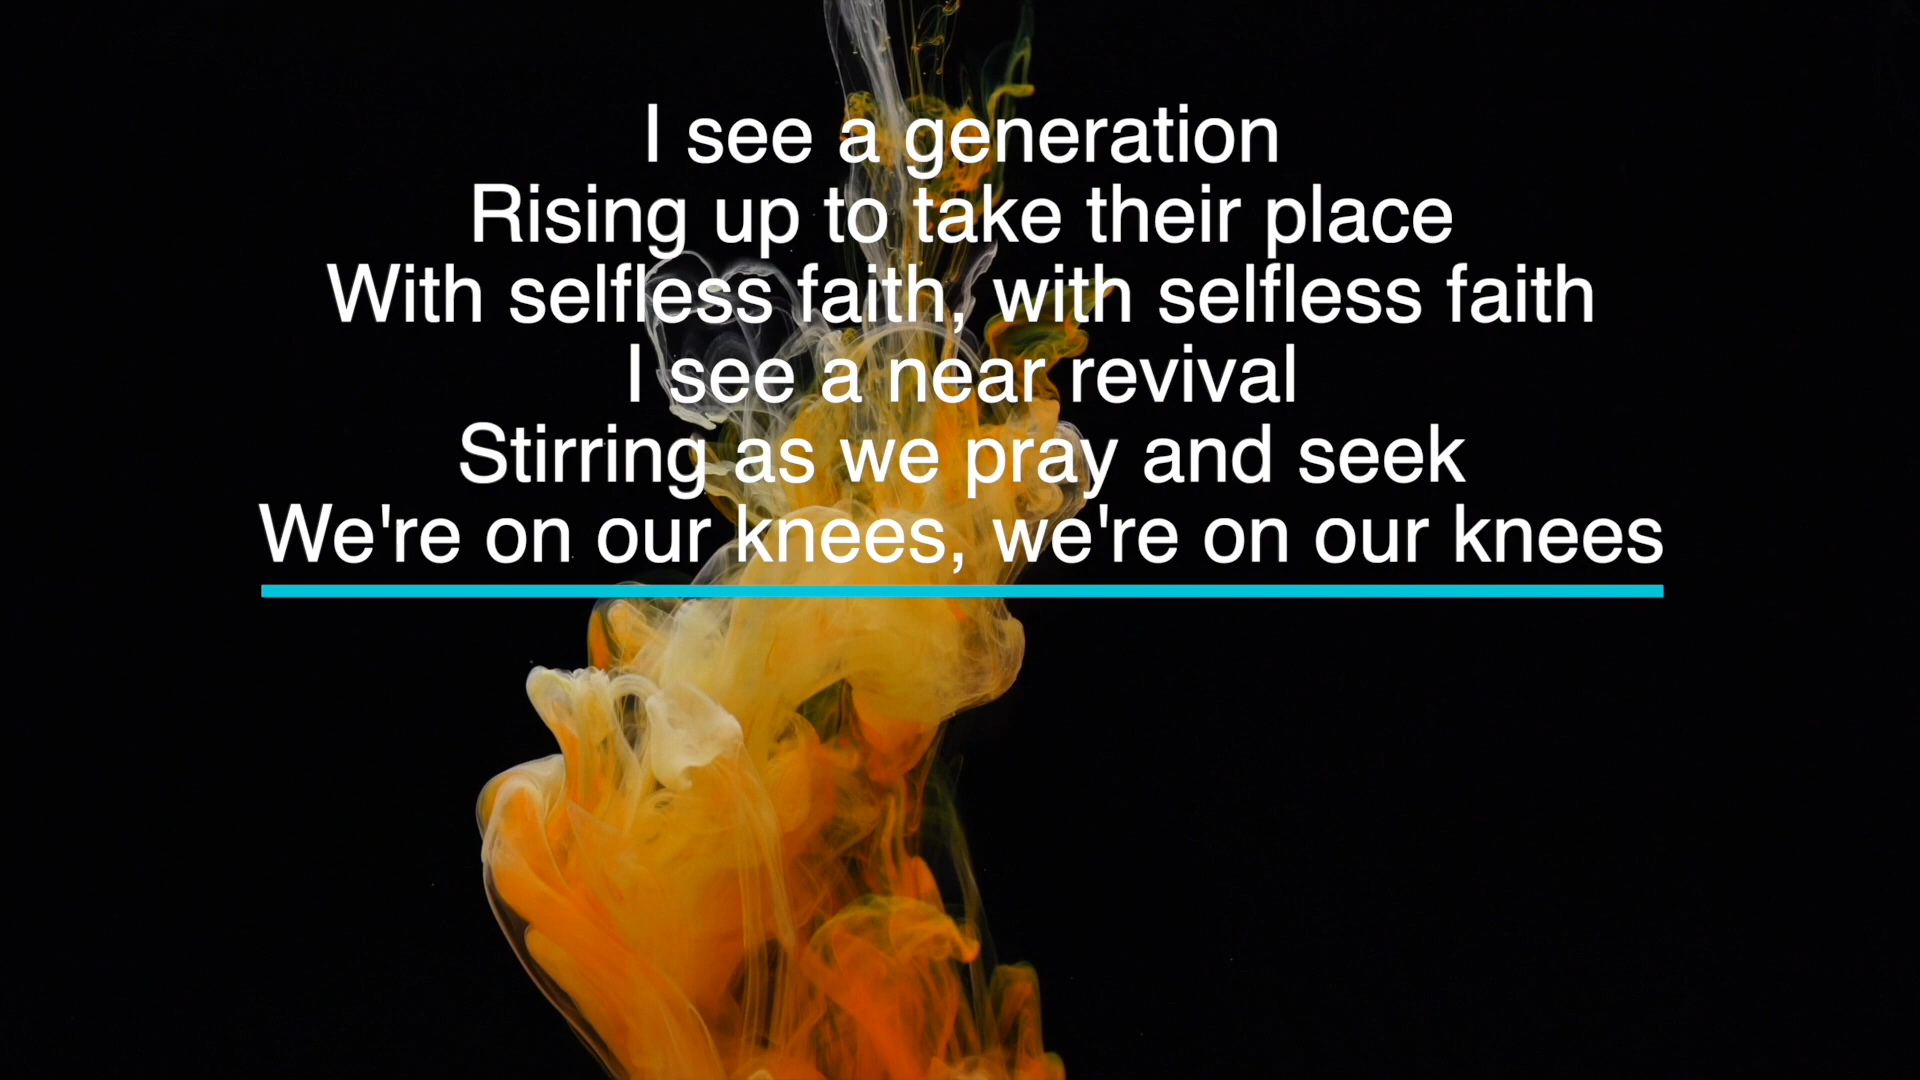 I see a generation
Rising up to take their place
With selfless faith, with selfless faith
I see a near revival
Stirring as we pray and seek
We're on our knees, we're on our knees